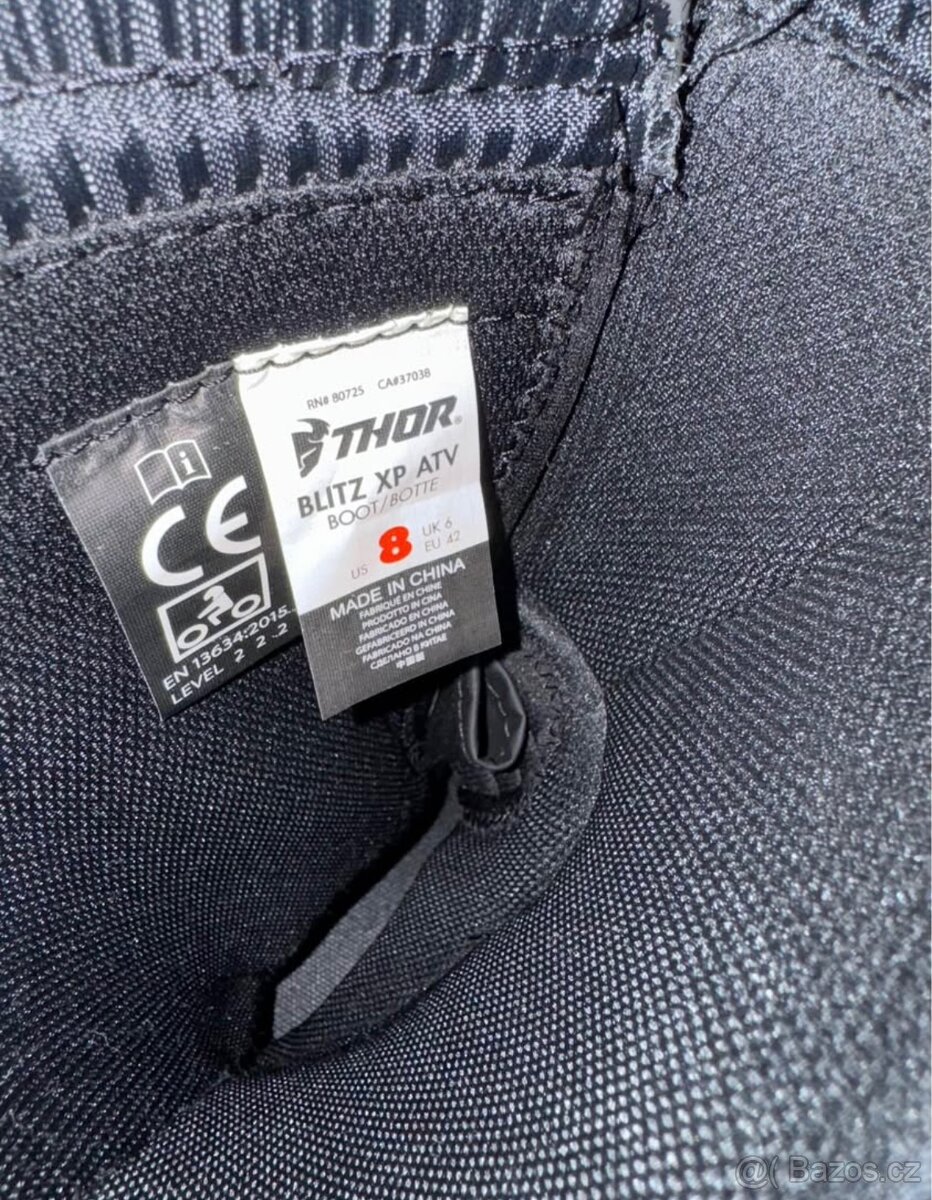 RN# 80725 CA#37038
THOR®
BLITZ XP ATV
BOOT/BOTTE
US 8 UK 6
EU 42
MADE IN CHINA
FABRIQUÉ EN CHINE
PRODOTTO IN CINA
FABRICADO EN CHINA
GEFABRICEERD IN CHINA
FABRICADO NA CHINA
СДЕЛАНО В КИТАЕ
中国製
i
CE
EN 13634:2015
LEVEL 2 2 2
@( Bazos.cz